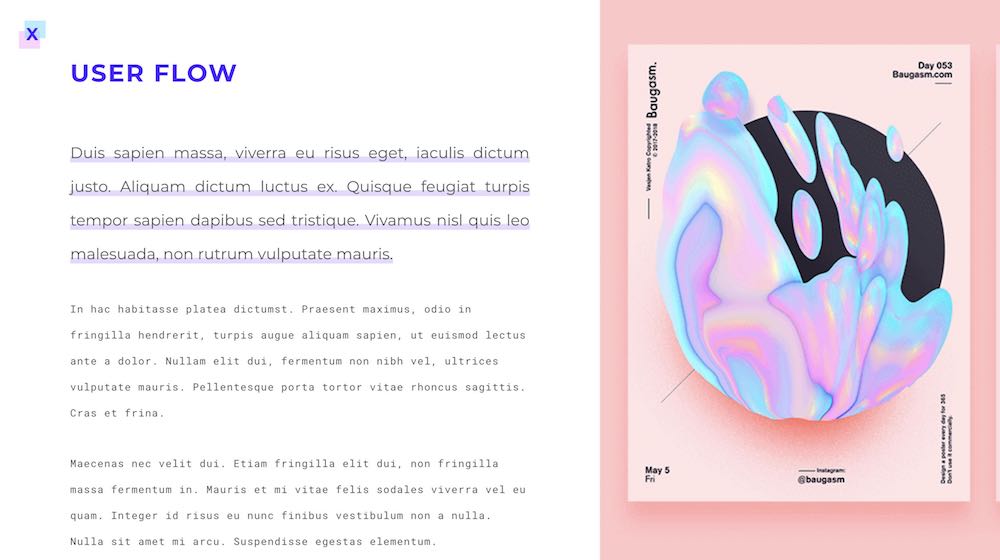 X
USER FLOW
Duis sapien massa, viverra eu risus eget, iaculis dictum
justo. Aliquam dictum luctus ex. Quisque feugiat turpis
tempor sapien dapibus sed tristique. Vivamus nisl quis leo
malesuada, non rutrum vulputate mauris.
In hac habitasse platea dictumst. Praesent maximus, odio in
fringilla hendrerit, turpis augue aliquam sapien, ut euismod lectus
ante a dolor. Nullam elit dui, fermentum non nibh vel, ultrices
vulputate mauris. Pellentesque porta tortor vitae rhoncus sagittis.
Cras et frina.
Maecenas nec velit dui. Etiam fringilla elit dui, non fringilla
massa fermentum in. Mauris et mi vitae felis sodales viverra vel eu
quam. Integer id risus eu nunc finibus vestibulum non a nulla.
Nulla sit amet mi arcu. Suspendisse egestas elementum.
Baugasm.
Vasjen Katro Copyrighted
© 2017-2018
Day 053
Baugasm.com
May 5
Fri
Instagram:
@baugasm
Design a poster every day for 365
Don't use it commercially.